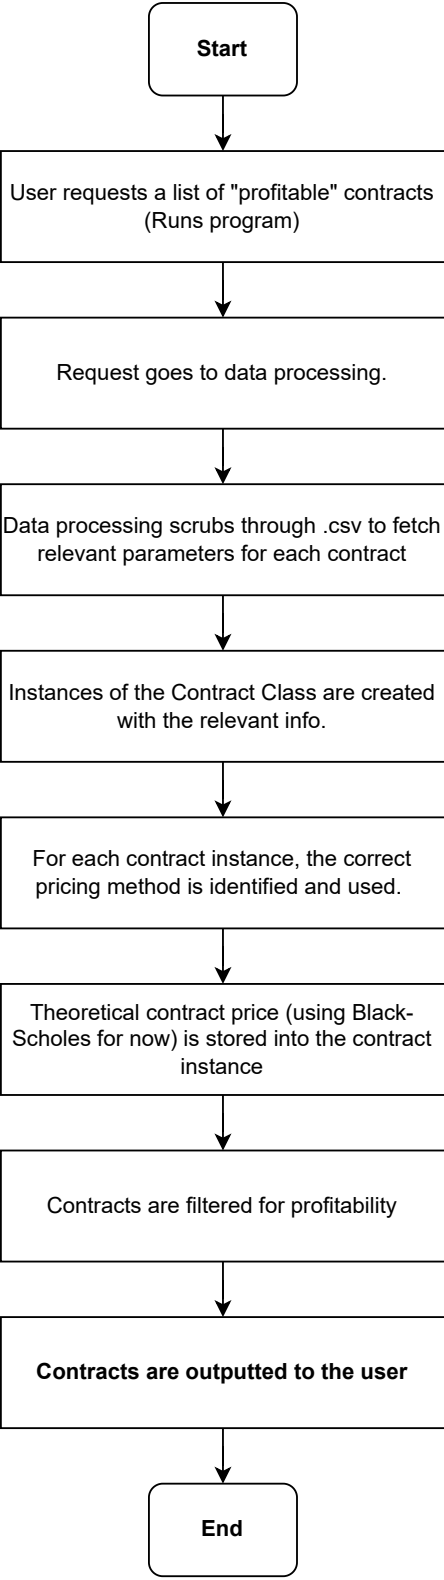 Start
User requests a list of "profitable" contracts
(Runs program)
Request goes to data processing.
Data processing scrubs through .csv to fetch
relevant parameters for each contract
Instances of the Contract Class are created
with the relevant info.
For each contract instance, the correct
pricing method is identified and used.
Theoretical contract price (using Black-
Scholes for now) is stored into the contract
instance
Contracts are filtered for profitability
Contracts are outputted to the user
End